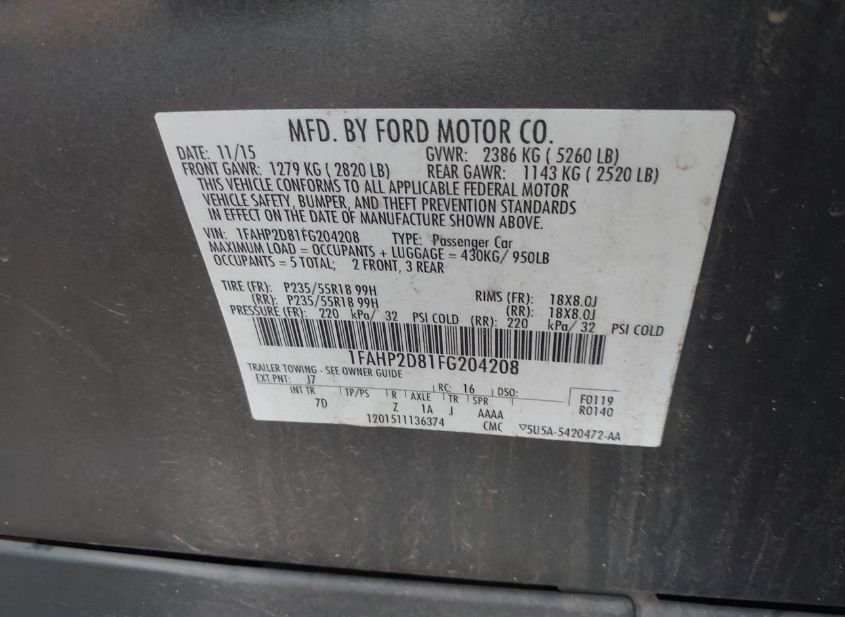 MFD. BY FORD MOTOR CO.
DATE: 11/15 GVWR: 2386 KG ( 5260 LB)
FRONT GAWR: 1279 KG ( 2820 LB) REAR GAWR: 1143 KG ( 2520 LB)
THIS VEHICLE CONFORMS TO ALL APPLICABLE FEDERAL MOTOR
VEHICLE SAFETY, BUMPER, AND THEFT PREVENTION STANDARDS
IN EFFECT ON THE DATE OF MANUFACTURE SHOWN ABOVE.
VIN: 1FAHP2D81FG204208 TYPE: Passenger Car
MAXIMUM LOAD = OCCUPANTS + LUGGAGE = 430KG/ 950LB
OCCUPANTS = 5 TOTAL; 2 FRONT, 3 REAR
TIRE (FR): P235/55R18 99H RIMS (FR): 18X8.0J
(RR): P235/55R18 99H (RR): 18X8.0J
PRESSURE (FR): 220 kPa/ 32 PSI COLD (RR): 220 kPa/ 32 PSI COLD
1FAHP2D81FG204208
TRAILER TOWING - SEE OWNER GUIDE
EXT PNT: J7 RC: 16 DSO: F0119
INT TR TP/PS R AXLE TR SPR R0140
7D Z 1A J AAAA
1201511136374 CMC ▽5U5A-5420472-AA